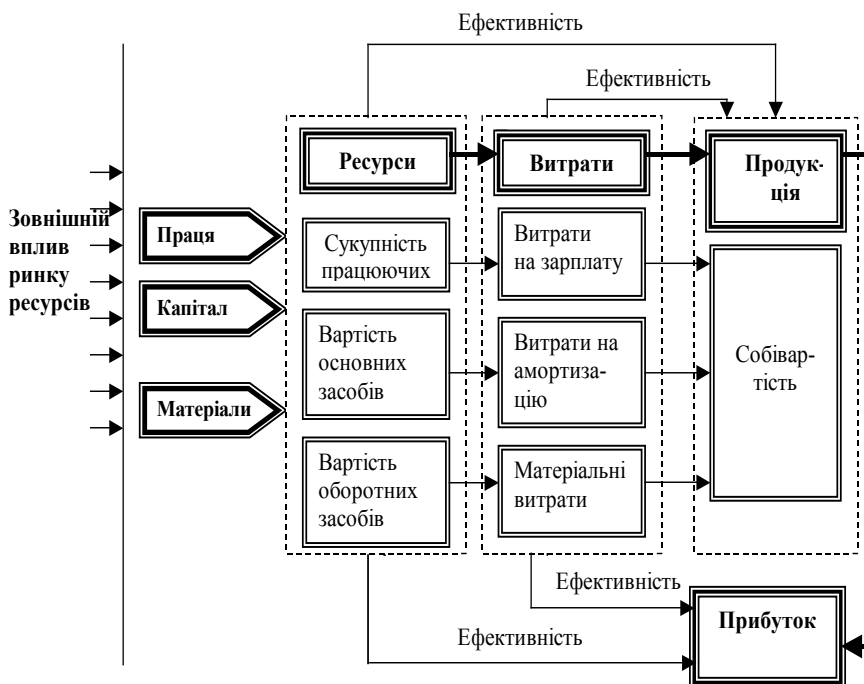 Ефективність
Ефективність
Ресурси
Витрати
Продук-
ція
Зовнішній
вплив
ринку
ресурсів
Праця
Капітал
Матеріали
Сукупність
працюючих
Витрати
на зарплату
Вартість
основних
засобів
Витрати на
амортиза-
цію
Собівар-
тість
Вартість
оборотних
засобів
Матеріальні
витрати
Ефективність
Ефективність
Прибуток